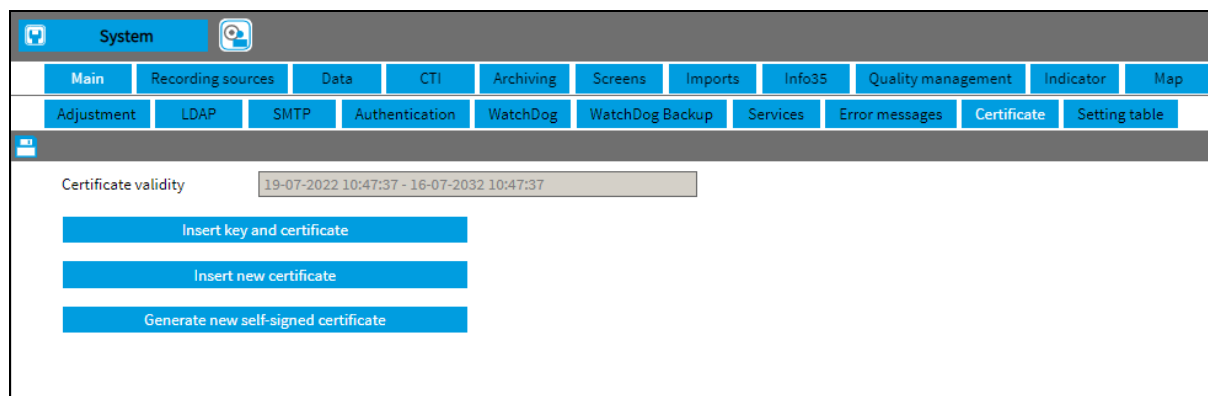 System
Main Recording sources Data CTI Archiving Screens Imports Info35 Quality management Indicator Map
Adjustment LDAP SMTP Authentication WatchDog WatchDog Backup Services Error messages Certificate Setting table
Certificate validity 19-07-2022 10:47:37 - 16-07-2032 10:47:37
Insert key and certificate
Insert new certificate
Generate new self-signed certificate